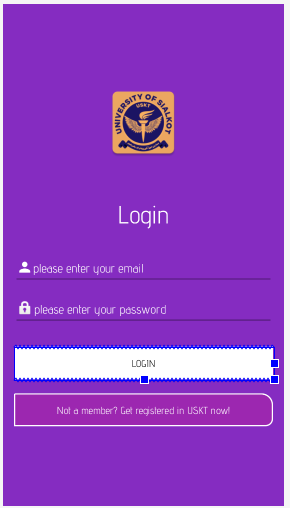 UNIVERSITY OF SIALKOT
USKT
Login
please enter your email
please enter your password
LOGIN
Not a member? Get registered in USKT now!